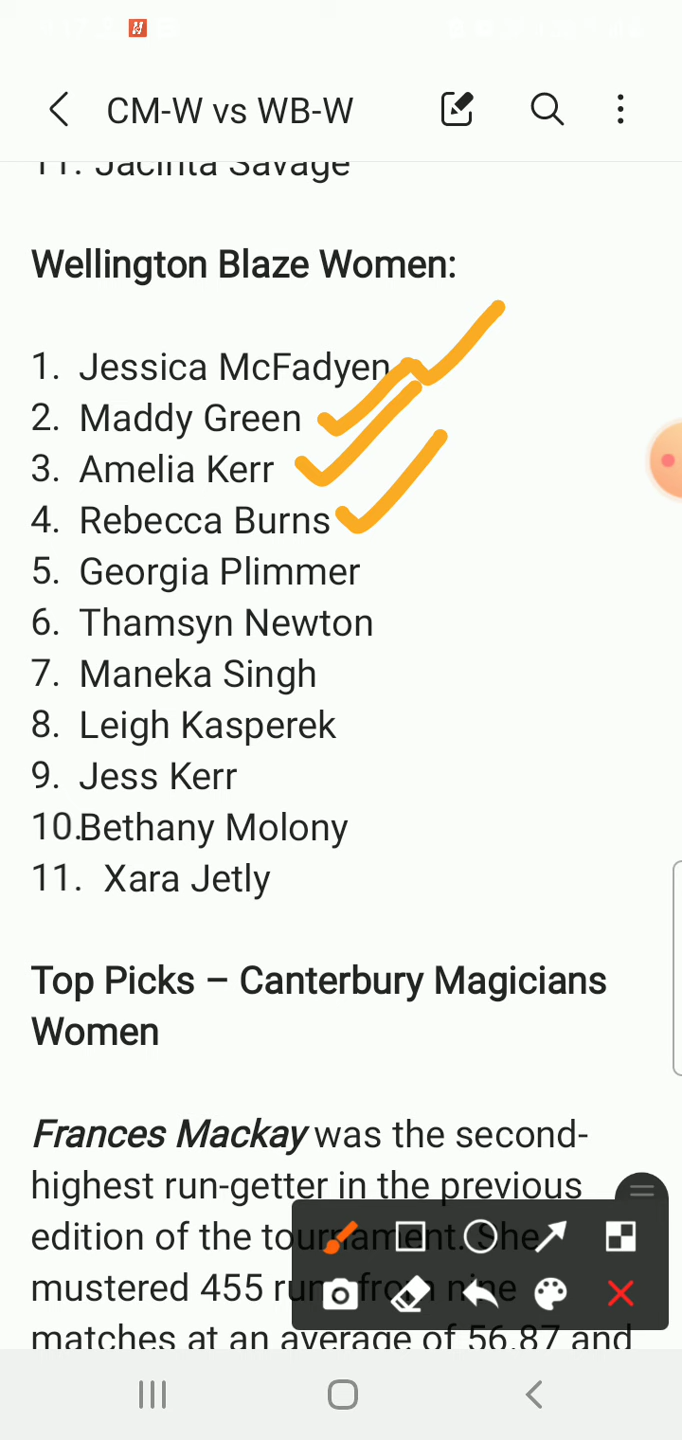 CM-W vs WB-W
11. Jacinta Savage
Wellington Blaze Women:
1. Jessica McFadyen
2. Maddy Green
3. Amelia Kerr
4. Rebecca Burns
5. Georgia Plimmer
6. Thamsyn Newton
7. Maneka Singh
8. Leigh Kasperek
9. Jess Kerr
10.Bethany Molony
11. Xara Jetly
Top Picks – Canterbury Magicians
Women
Frances Mackay was the second-
highest run-getter in the previous
edition of the tournament. She
mustered 455 runs from nine
matches at an average of 56.87 and